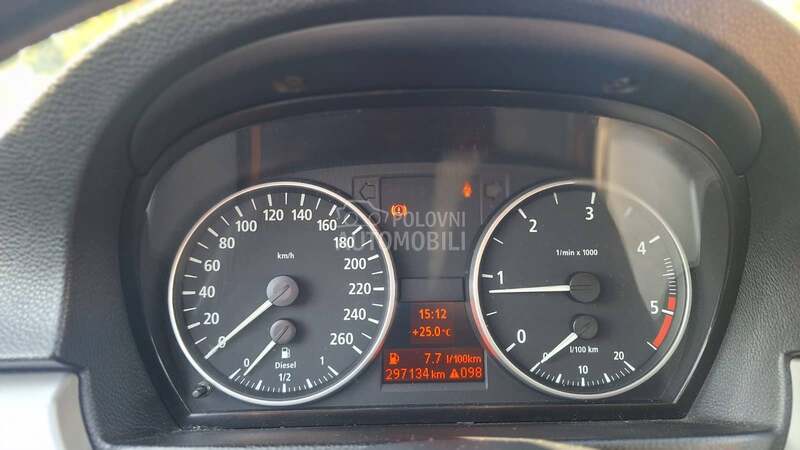 0 20 40 60 80 100 120 140 160 180 200 220 240 260
km/h
0 1/2 1
Diesel
POLOVNI
AUTOMOBILI
15:12
+25.0°C
7.7 l/100km
297134 km 098
0 1 2 3 4 5
1/min x 1000
0 10 20
l/100 km